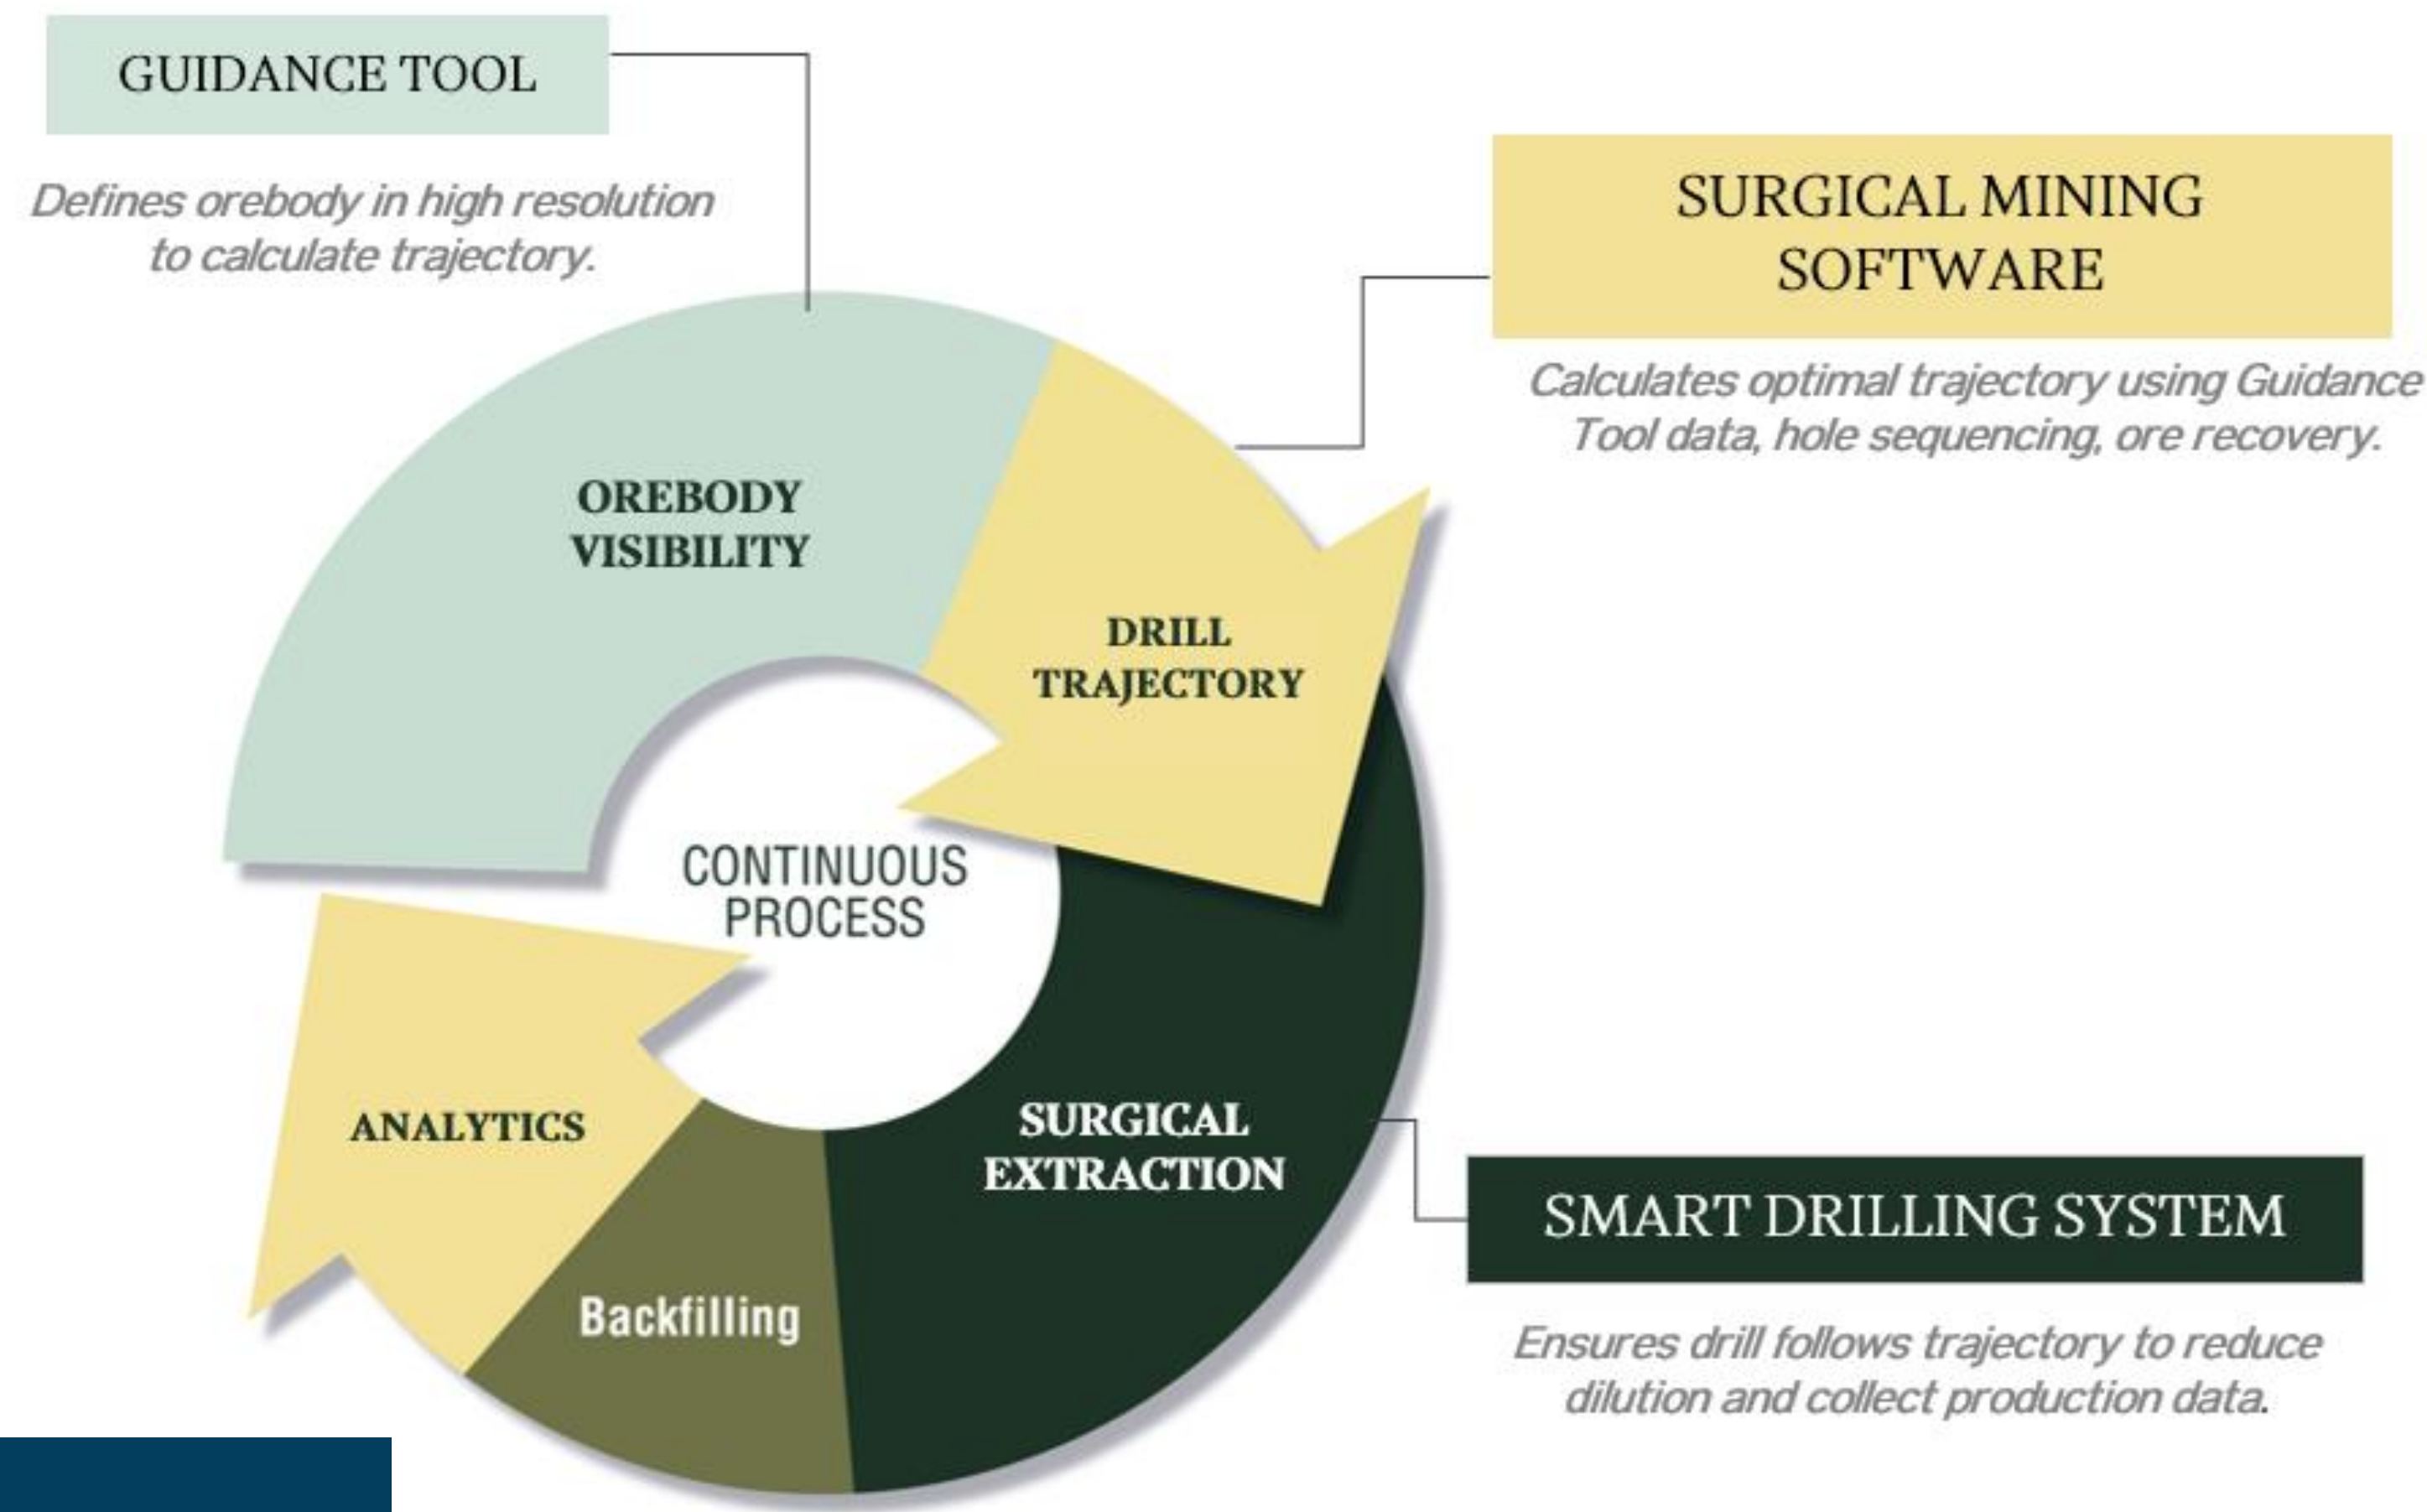 GUIDANCE TOOL
Defines orebody in high resolution
to calculate trajectory.
SURGICAL MINING
SOFTWARE
Calculates optimal trajectory using Guidance
Tool data, hole sequencing, ore recovery.
OREBODY
VISIBILITY
DRILL
TRAJECTORY
CONTINUOUS
PROCESS
ANALYTICS
SURGICAL
EXTRACTION
Backfilling
SMART DRILLING SYSTEM
Ensures drill follows trajectory to reduce
dilution and collect production data.